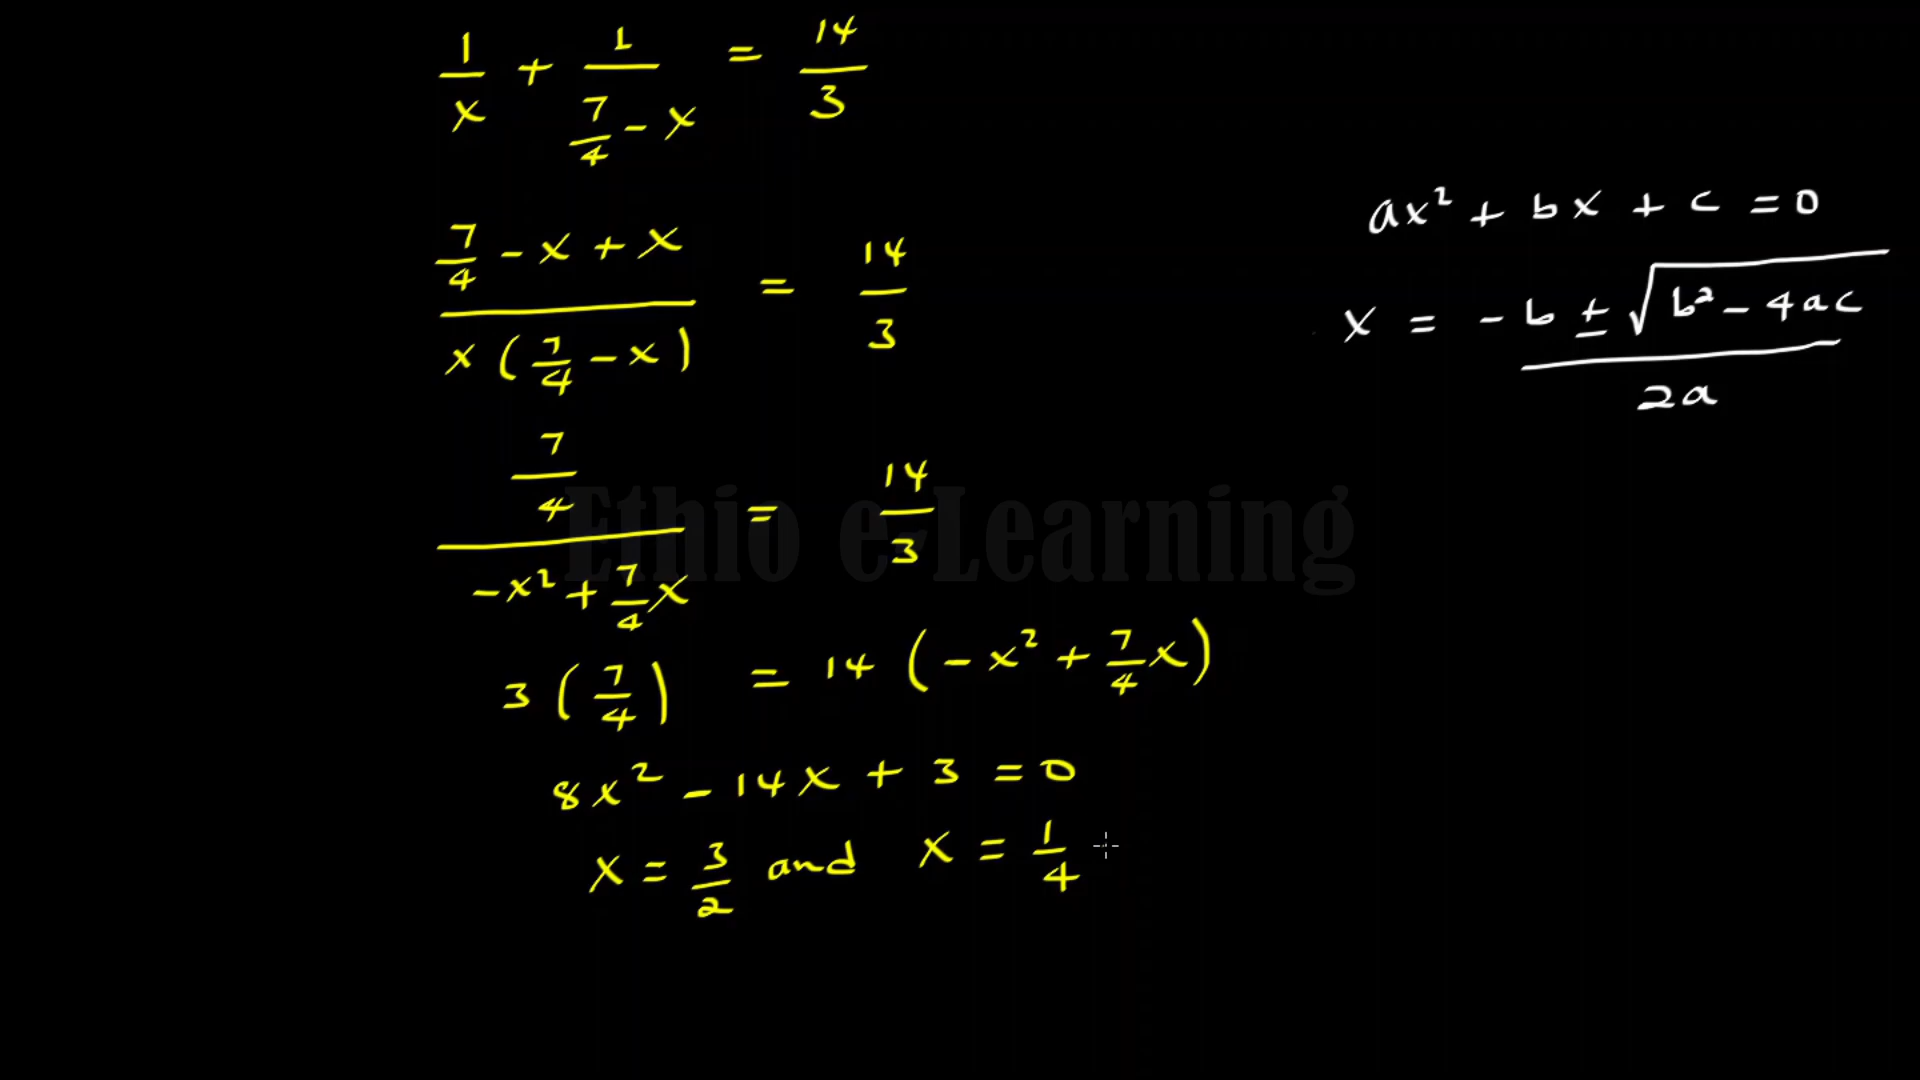 1/x + 1/(7/4 - x) = 14/3
(7/4 - x + x)/(x(7/4 - x)) = 14/3
(7/4)/(-x² + 7/4 x) = 14/3
3(7/4) = 14(-x² + 7/4 x)
8x² - 14x + 3 = 0
x = 3/2 and x = 1/4
ax² + bx + c = 0
x = -b ± √(b² - 4ac) / 2a
Ethio e-Learning